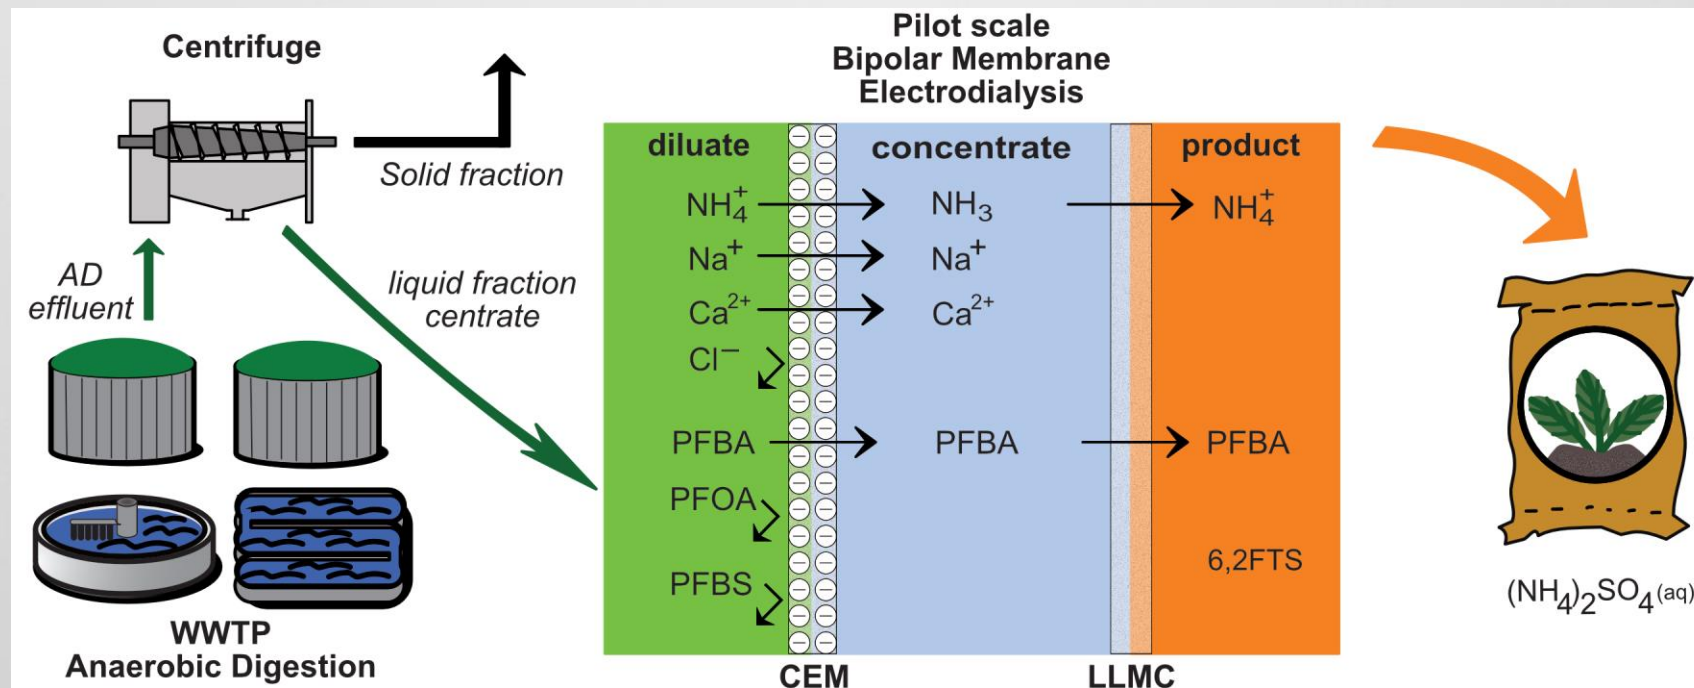 Centrifuge
Solid fraction
AD
effluent
liquid fraction
centrate
WWTP
Anaerobic Digestion
Pilot scale
Bipolar Membrane
Electrodialysis
diluate concentrate product
NH₄⁺ NH₃ NH₄⁺
Na⁺ Na⁺
Ca²⁺ Ca²⁺
Cl⁻
PFBA PFBA PFBA
PFOA
6,2FTS
PFBS
CEM LLMC
(NH₄)₂SO₄(aq)